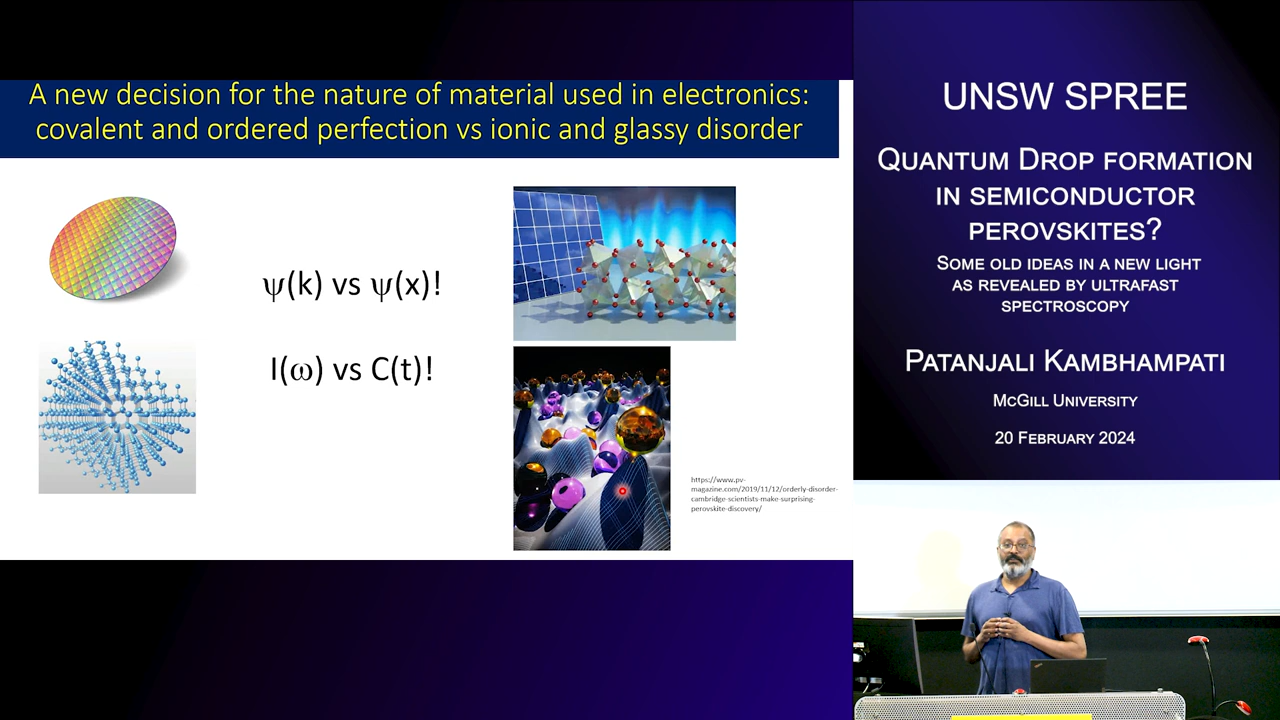 A new decision for the nature of material used in electronics:
covalent and ordered perfection vs ionic and glassy disorder
ψ(k) vs ψ(x)!
I(ω) vs C(t)!
https://www.pv-
magazine.com/2019/11/12/orderly-disorder-
cambridge-scientists-make-surprising-
perovskite-discovery/
UNSW SPREE
Quantum Drop formation
in semiconductor
perovskites?
Some old ideas in a new light
as revealed by ultrafast
spectroscopy
Patanjali Kambhampati
McGill University
20 February 2024